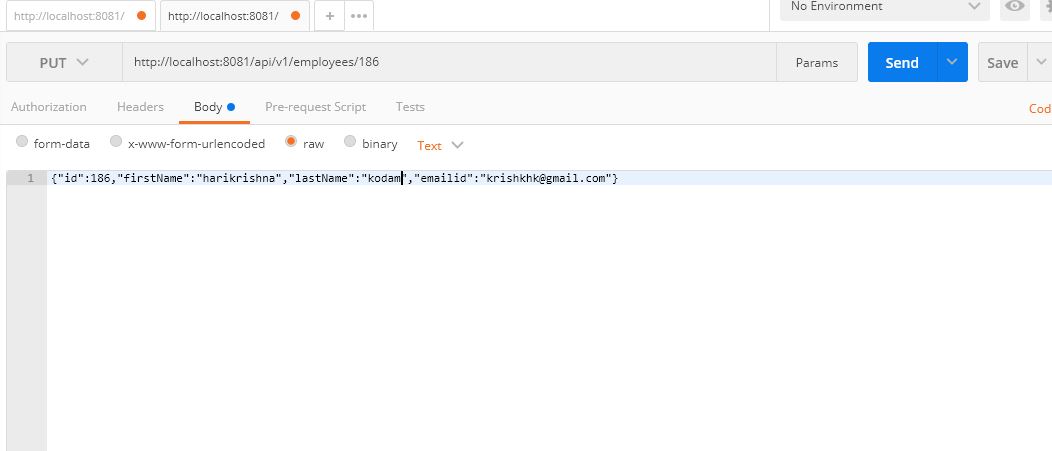 http://localhost:8081/ http://localhost:8081/ + ••• No Environment
PUT http://localhost:8081/api/v1/employees/186 Params Send Save
Authorization Headers Body Pre-request Script Tests Cod
form-data x-www-form-urlencoded raw binary Text
1 {"id":186,"firstName":"harikrishna","lastName":"kodam","emailid":"krishkhk@gmail.com"}